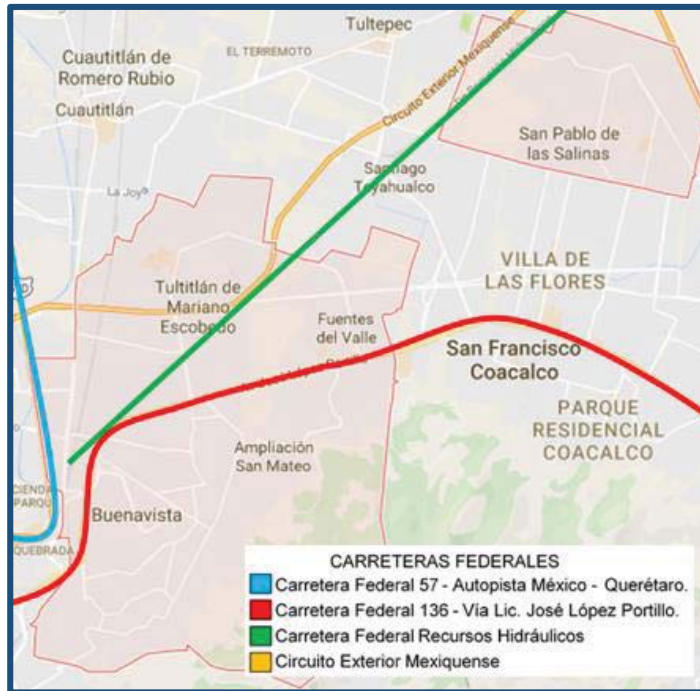 Tultepec
Cuautitlán de
Romero Rubio
EL TERREMOTO
Circuito Exterior Mexiquense
Cuautitlán
San Pablo de
las Salinas
La Joya
Santiago
Teyahualco
VILLA DE
LAS FLORES
Tultitlán de
Mariano
Escobedo
Fuentes
del Valle
San Francisco
Coacalco
PARQUE
RESIDENCIAL
COACALCO
Ampliación
San Mateo
CIENDA
PARQU
Buenavista
QUEBRADA
CARRETERAS FEDERALES
Carretera Federal 57 - Autopista México - Querétaro.
Carretera Federal 136 - Vía Lic. José López Portillo.
Carretera Federal Recursos Hidráulicos
Circuito Exterior Mexiquense